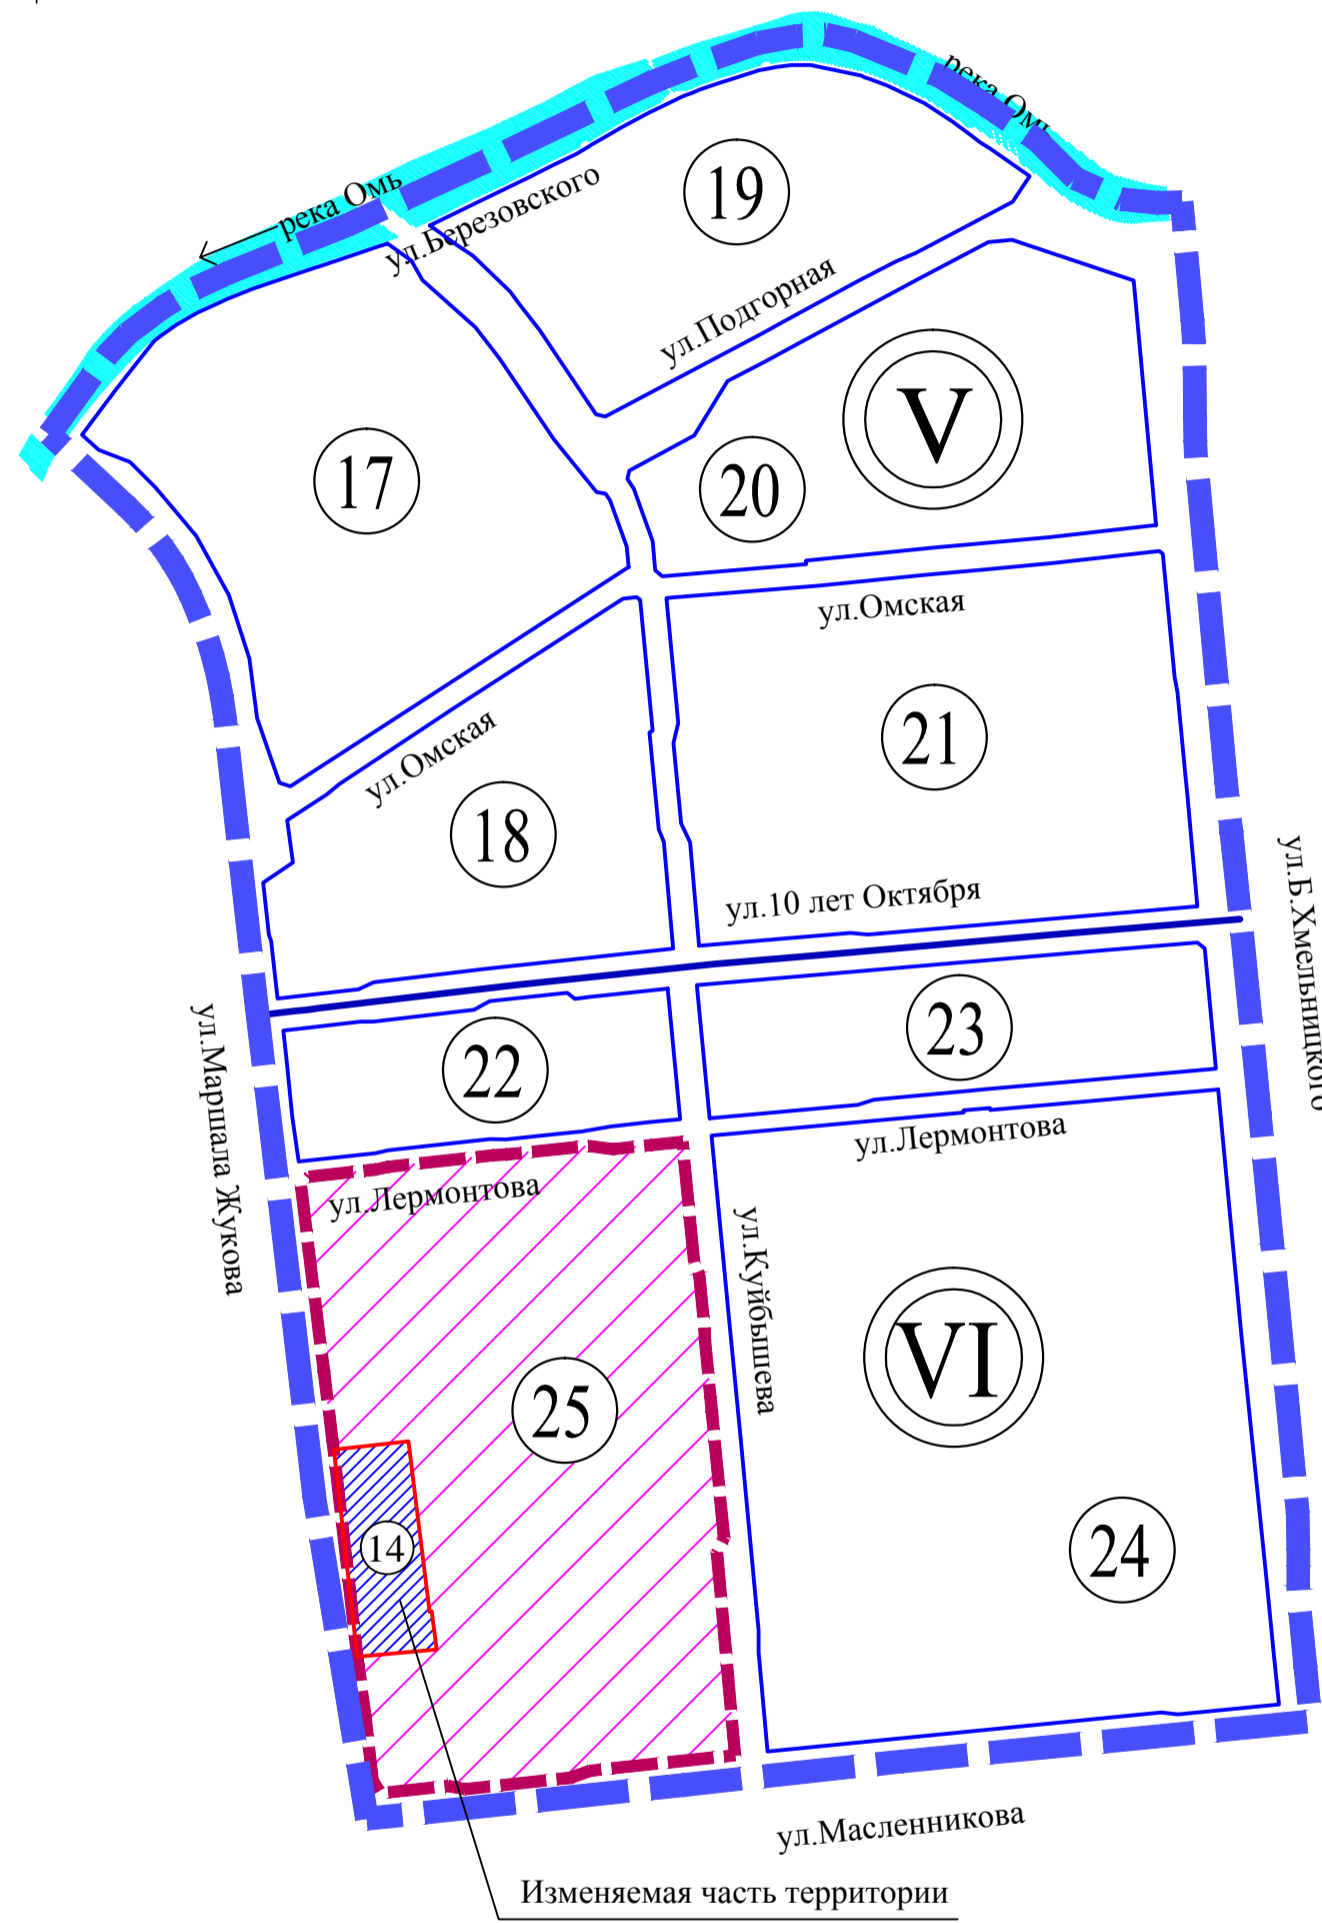 река Омь
река Омь
ул.Березовского
19
ул.Подгорная
V
17
20
ул.Омская
21
ул.Омская
18
ул.10 лет Октября
ул.Б.Хмельницкого
23
22
ул.Маршала Жукова
ул.Лермонтова
ул.Лермонтова
ул.Куйбышева
VI
25
14
24
ул.Масленникова
Изменяемая часть территории